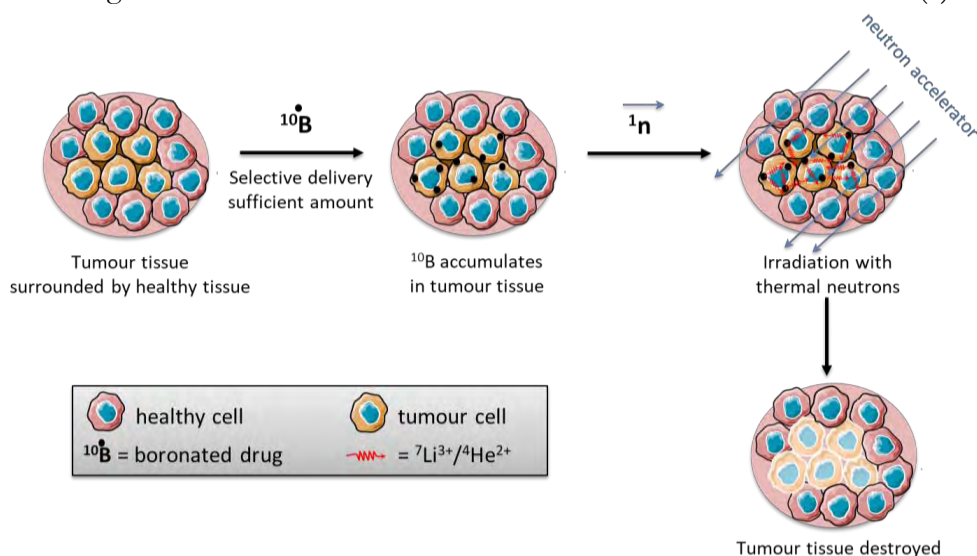 (s)
neutron accelerator
¹⁰B
¹n
Selective delivery
sufficient amount
Tumour tissue
surrounded by healthy tissue
¹⁰B accumulates
in tumour tissue
Irradiation with
thermal neutrons
healthy cell
tumour cell
¹⁰B = boronated drug
= ⁷Li³⁺/⁴He²⁺
Tumour tissue destroyed